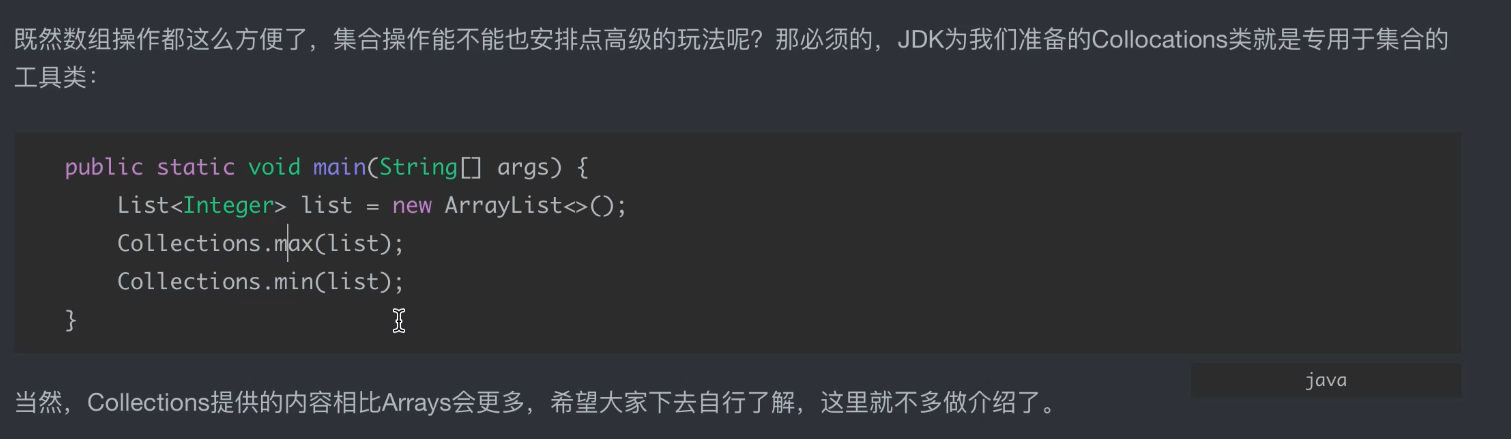 既然数组操作都这么方便了，集合操作能不能也安排点高级的玩法呢？那必须的，JDK为我们准备的Collocations类就是专用于集合的
工具类：
public static void main(String[] args) {
    List<Integer> list = new ArrayList<>();
    Collections.max(list);
    Collections.min(list);
}
java
当然，Collections提供的内容相比Arrays会更多，希望大家下去自行了解，这里就不多做介绍了。